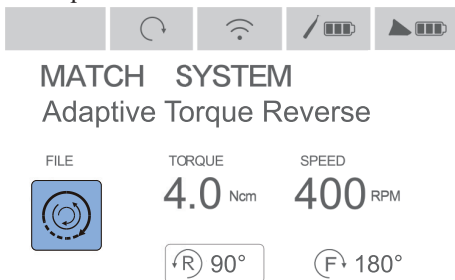 MATCH SYSTEM
Adaptive Torque Reverse
FILE TORQUE SPEED
4.0 Ncm 400 RPM
R 90° F 180°